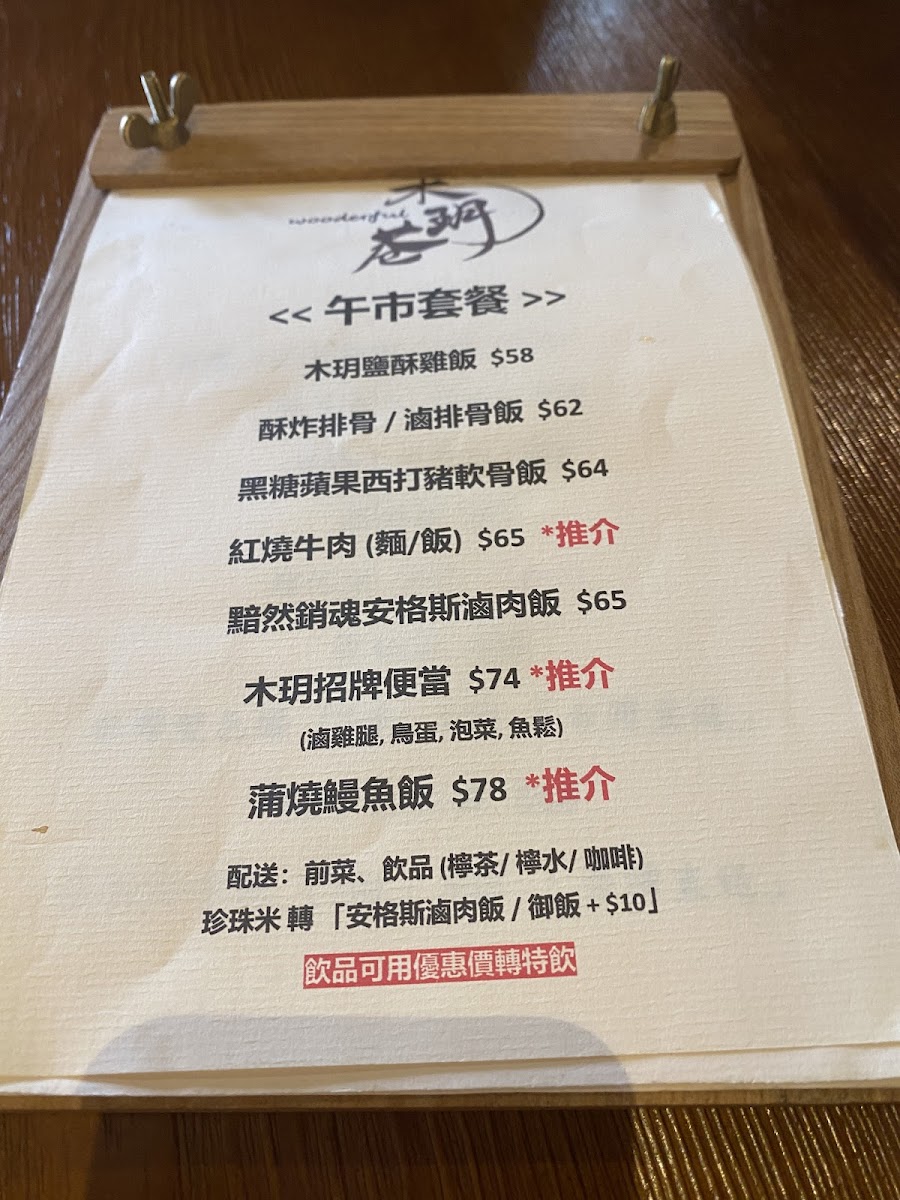 木
wooderful
玥
巷
<< 午市套餐 >>
木玥鹽酥雞飯 $58
酥炸排骨 / 滷排骨飯 $62
黑糖蘋果西打豬軟骨飯 $64
紅燒牛肉 (麵/飯) $65 *推介
黯然銷魂安格斯滷肉飯 $65
木玥招牌便當 $74 *推介
(滷雞腿, 鳥蛋, 泡菜, 魚鬆)
蒲燒鰻魚飯 $78 *推介
配送：前菜、飲品 (檸茶/ 檸水/ 咖啡)
珍珠米 轉 「安格斯滷肉飯 / 御飯 + $10」
飲品可用優惠價轉特飲